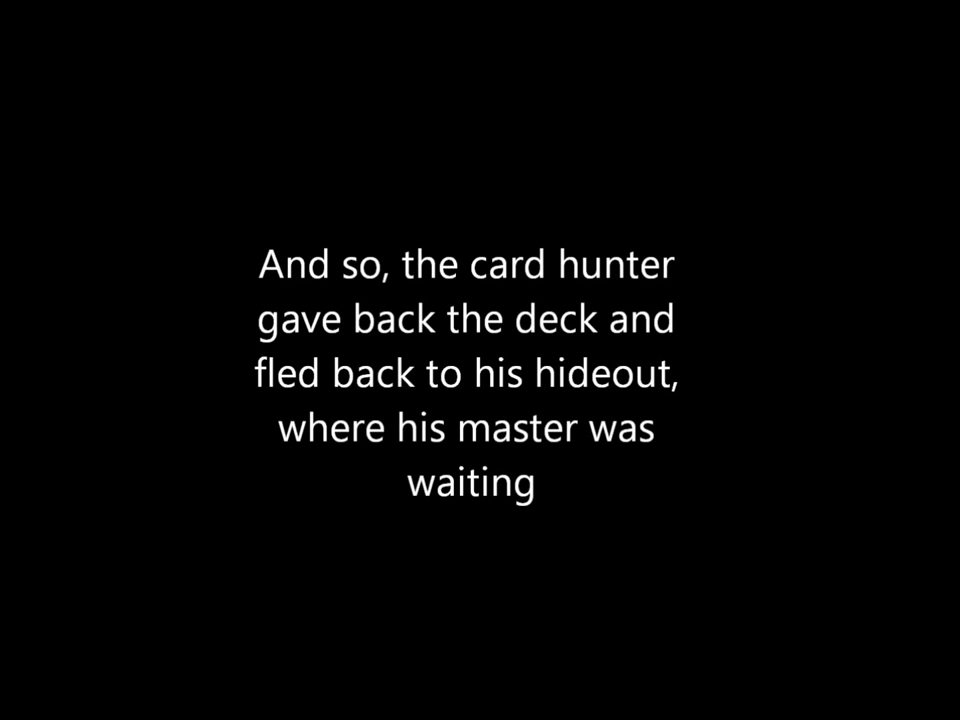 And so, the card hunter
gave back the deck and
fled back to his hideout,
where his master was
waiting